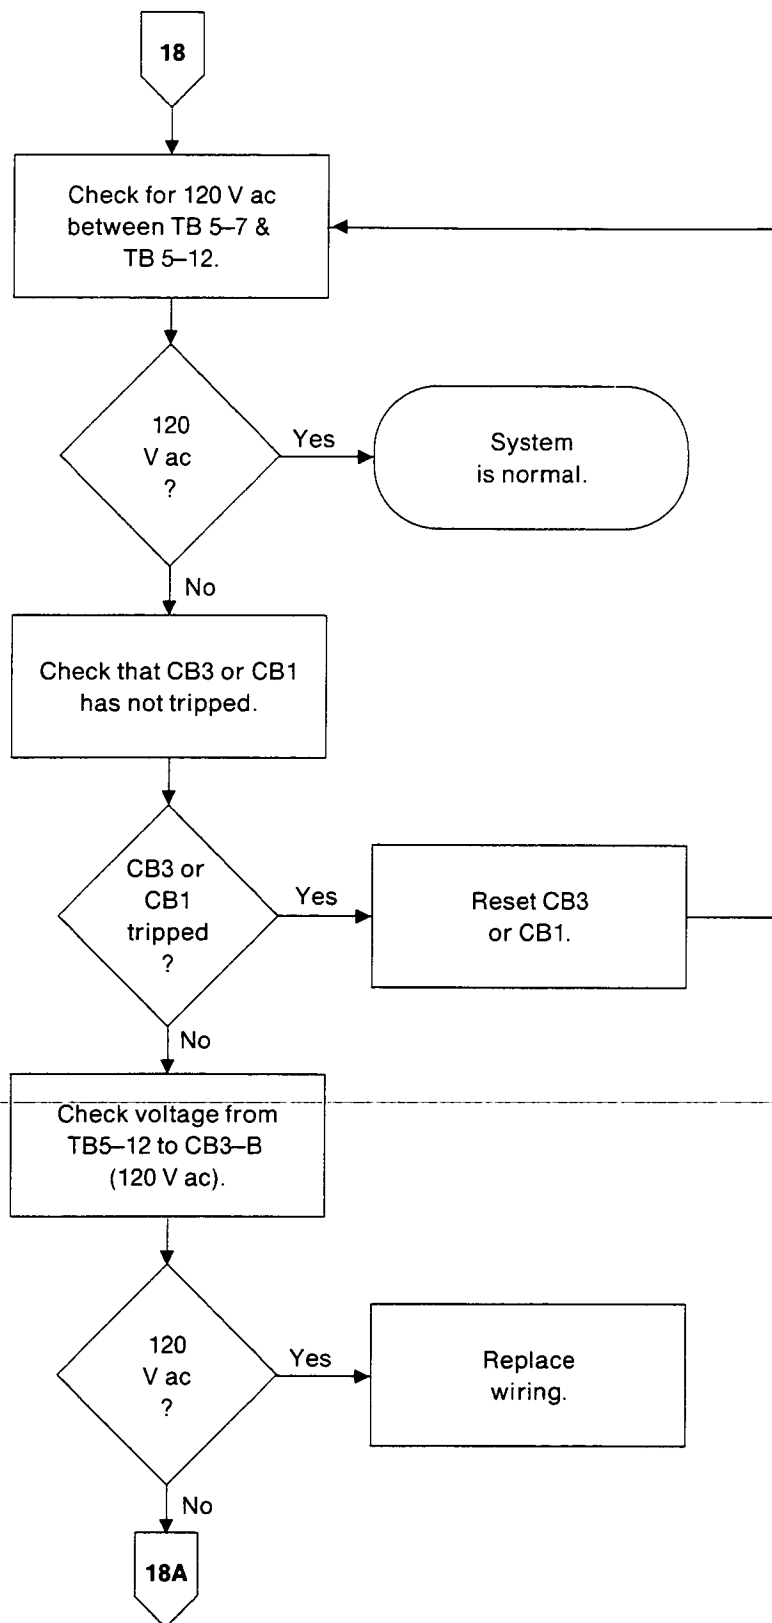 18
Check for 120 V ac
between TB 5–7 &
TB 5–12.
120
V ac
?
Yes
System
is normal.
No
Check that CB3 or CB1
has not tripped.
CB3 or
CB1
tripped
?
Yes
Reset CB3
or CB1.
No
Check voltage from
TB5–12 to CB3–B
(120 V ac).
120
V ac
?
Yes
Replace
wiring.
No
18A